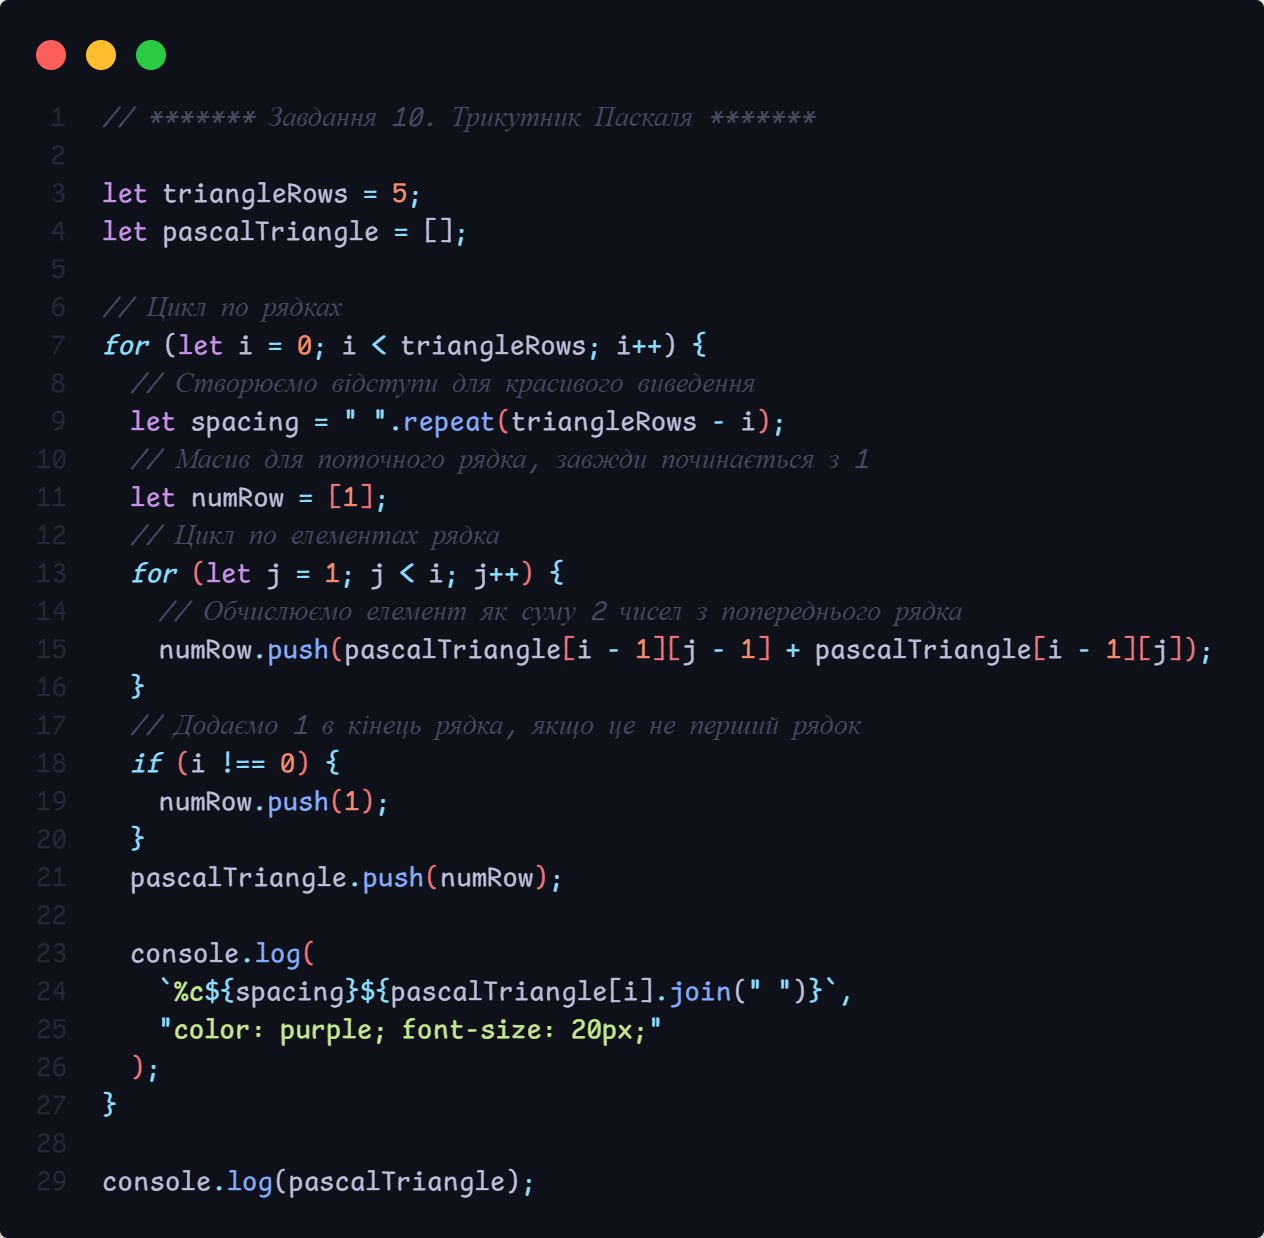 1 // ******* Завдання 10. Трикутник Паскаля *******
2
3 let triangleRows = 5;
4 let pascalTriangle = [];
5
6 // Цикл по рядках
7 for (let i = 0; i < triangleRows; i++) {
8   // Створюємо відступи для красивого виведення
9   let spacing = " ".repeat(triangleRows - i);
10   // Масив для поточного рядка, завжди починається з 1
11   let numRow = [1];
12   // Цикл по елементах рядка
13   for (let j = 1; j < i; j++) {
14     // Обчислюємо елемент як суму 2 чисел з попереднього рядка
15     numRow.push(pascalTriangle[i - 1][j - 1] + pascalTriangle[i - 1][j]);
16   }
17   // Додаємо 1 в кінець рядка, якщо це не перший рядок
18   if (i !== 0) {
19     numRow.push(1);
20   }
21   pascalTriangle.push(numRow);
22
23   console.log(
24     `%c${spacing}${pascalTriangle[i].join(" ")}`,
25     "color: purple; font-size: 20px;"
26   );
27 }
28
29 console.log(pascalTriangle);